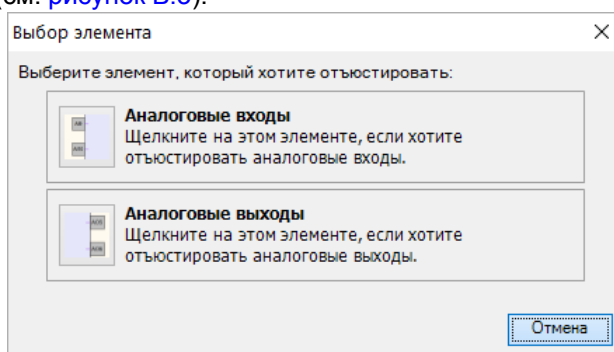 (см. рисунок В.3).
Выбор элемента
Выберите элемент, который хотите отъюстировать:
Аналоговые входы
Щелкните на этом элементе, если хотите
отъюстировать аналоговые входы.
Аналоговые выходы
Щелкните на этом элементе, если хотите
отъюстировать аналоговые выходы.
Отмена